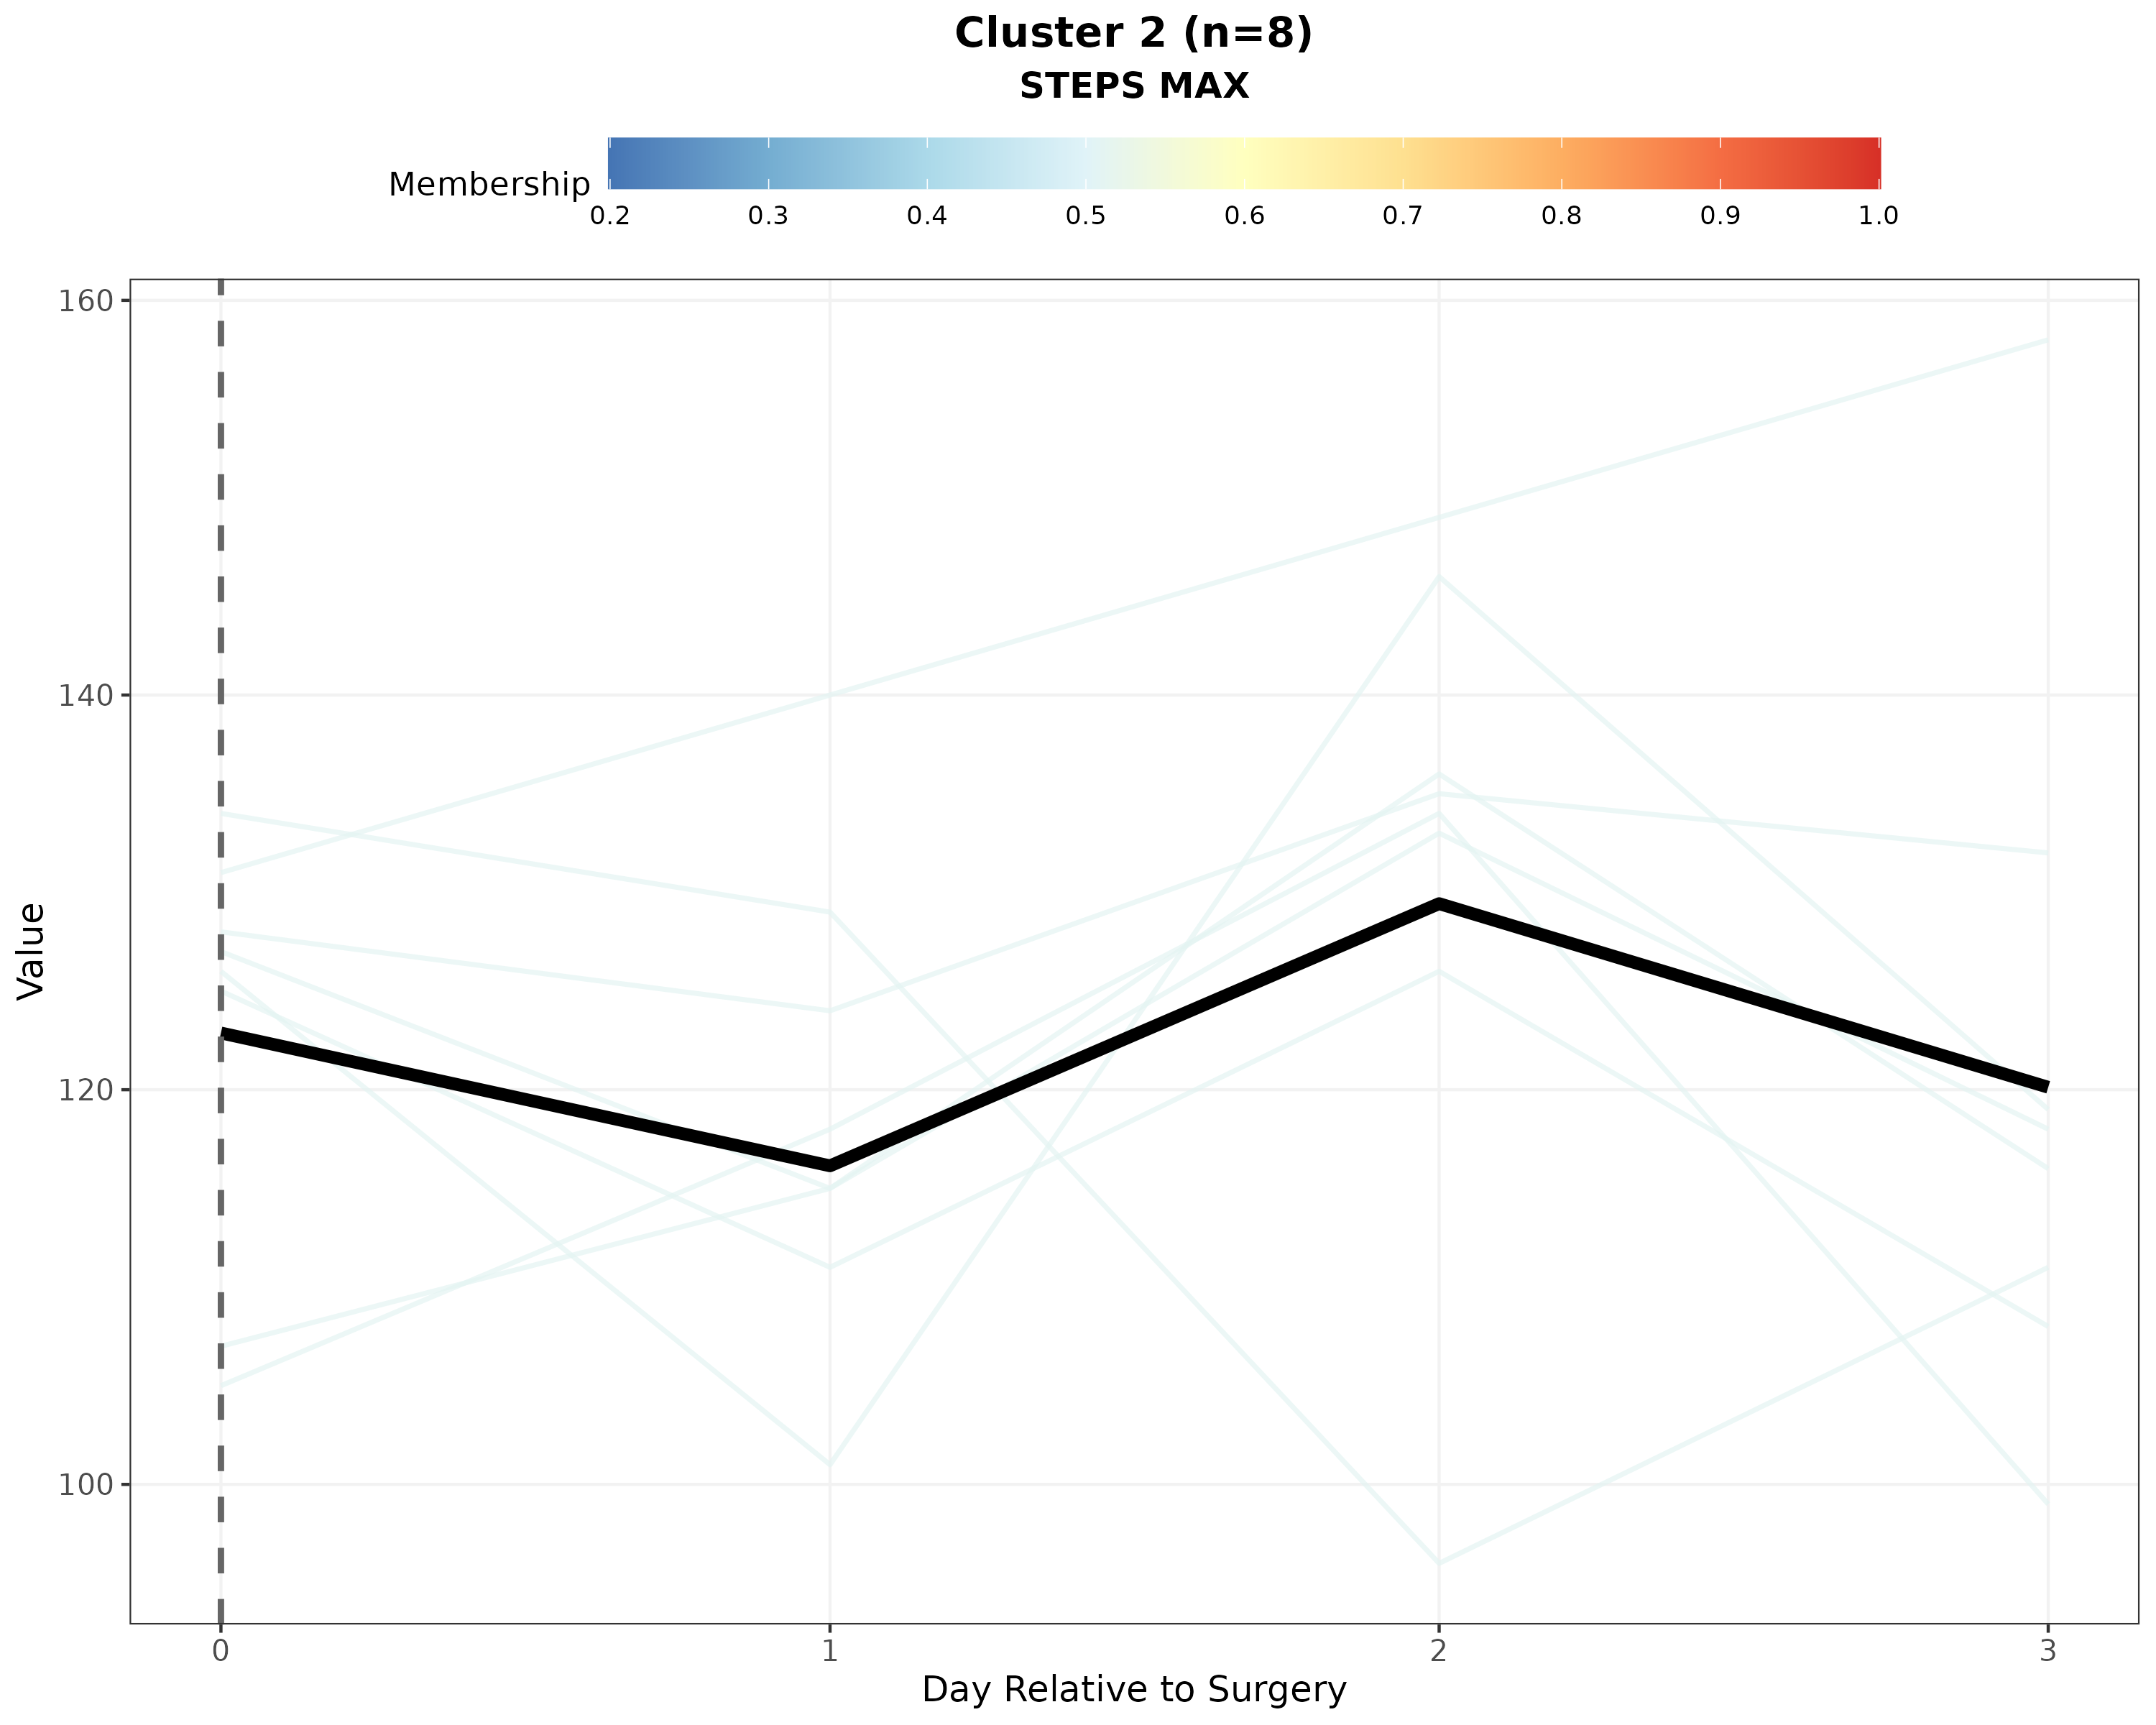 Cluster 2 (n=8)
STEPS MAX
Membership
0.2 0.3 0.4 0.5 0.6 0.7 0.8 0.9 1.0
160
140
120
100
Value
0 1 2 3
Day Relative to Surgery